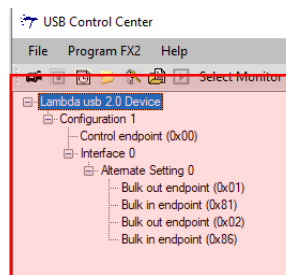 USB Control Center
File Program FX2 Help
Select Monitor
Lambda usb 2.0 Device
Configuration 1
Control endpoint (0x00)
Interface 0
Alternate Setting 0
Bulk out endpoint (0x01)
Bulk in endpoint (0x81)
Bulk out endpoint (0x02)
Bulk in endpoint (0x86)